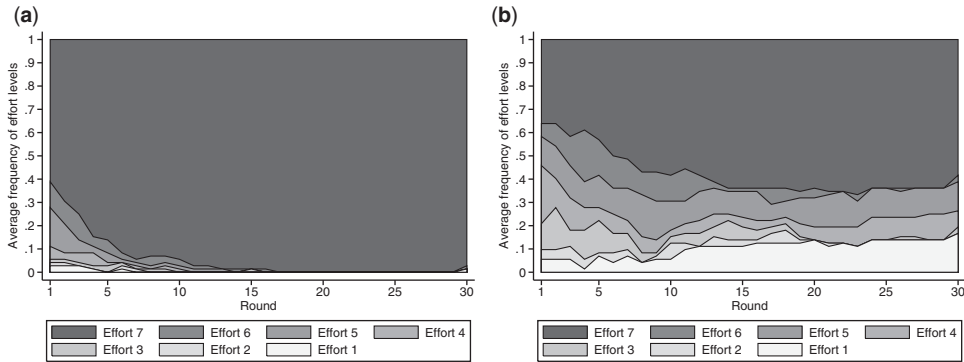 (a)
Average frequency of effort levels
1
.9
.8
.7
.6
.5
.4
.3
.2
.1
0
1 5 10 15 20 25 30
Round
Effort 7 Effort 6 Effort 5 Effort 4
Effort 3 Effort 2 Effort 1
(b)
Average frequency of effort levels
1
.9
.8
.7
.6
.5
.4
.3
.2
.1
0
1 5 10 15 20 25 30
Round
Effort 7 Effort 6 Effort 5 Effort 4
Effort 3 Effort 2 Effort 1